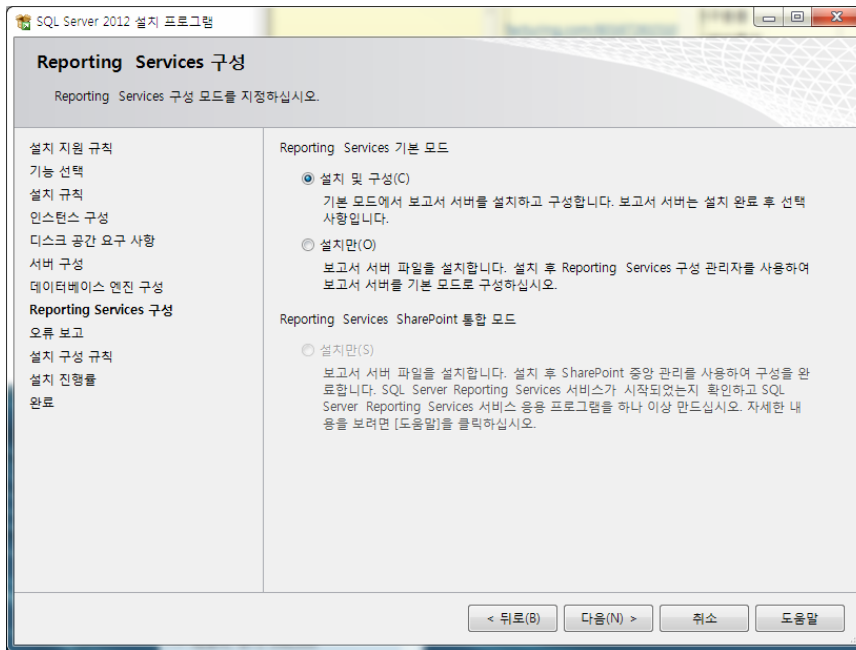 SQL Server 2012 설치 프로그램
Reporting Services 구성
Reporting Services 구성 모드를 지정하십시오.
설치 지원 규칙
기능 선택
설치 규칙
인스턴스 구성
디스크 공간 요구 사항
서버 구성
데이터베이스 엔진 구성
Reporting Services 구성
오류 보고
설치 구성 규칙
설치 진행률
완료
Reporting Services 기본 모드
설치 및 구성(C)
기본 모드에서 보고서 서버를 설치하고 구성합니다. 보고서 서버는 설치 완료 후 선택
사항입니다.
설치만(O)
보고서 서버 파일을 설치합니다. 설치 후 Reporting Services 구성 관리자를 사용하여
보고서 서버를 기본 모드로 구성하십시오.
Reporting Services SharePoint 통합 모드
설치만(S)
보고서 서버 파일을 설치합니다. 설치 후 SharePoint 중앙 관리를 사용하여 구성을 완
료합니다. SQL Server Reporting Services 서비스가 시작되었는지 확인하고 SQL
Server Reporting Services 서비스 응용 프로그램을 하나 이상 만드십시오. 자세한 내
용을 보려면 [도움말]을 클릭하십시오.
< 뒤로(B)
다음(N) >
취소
도움말